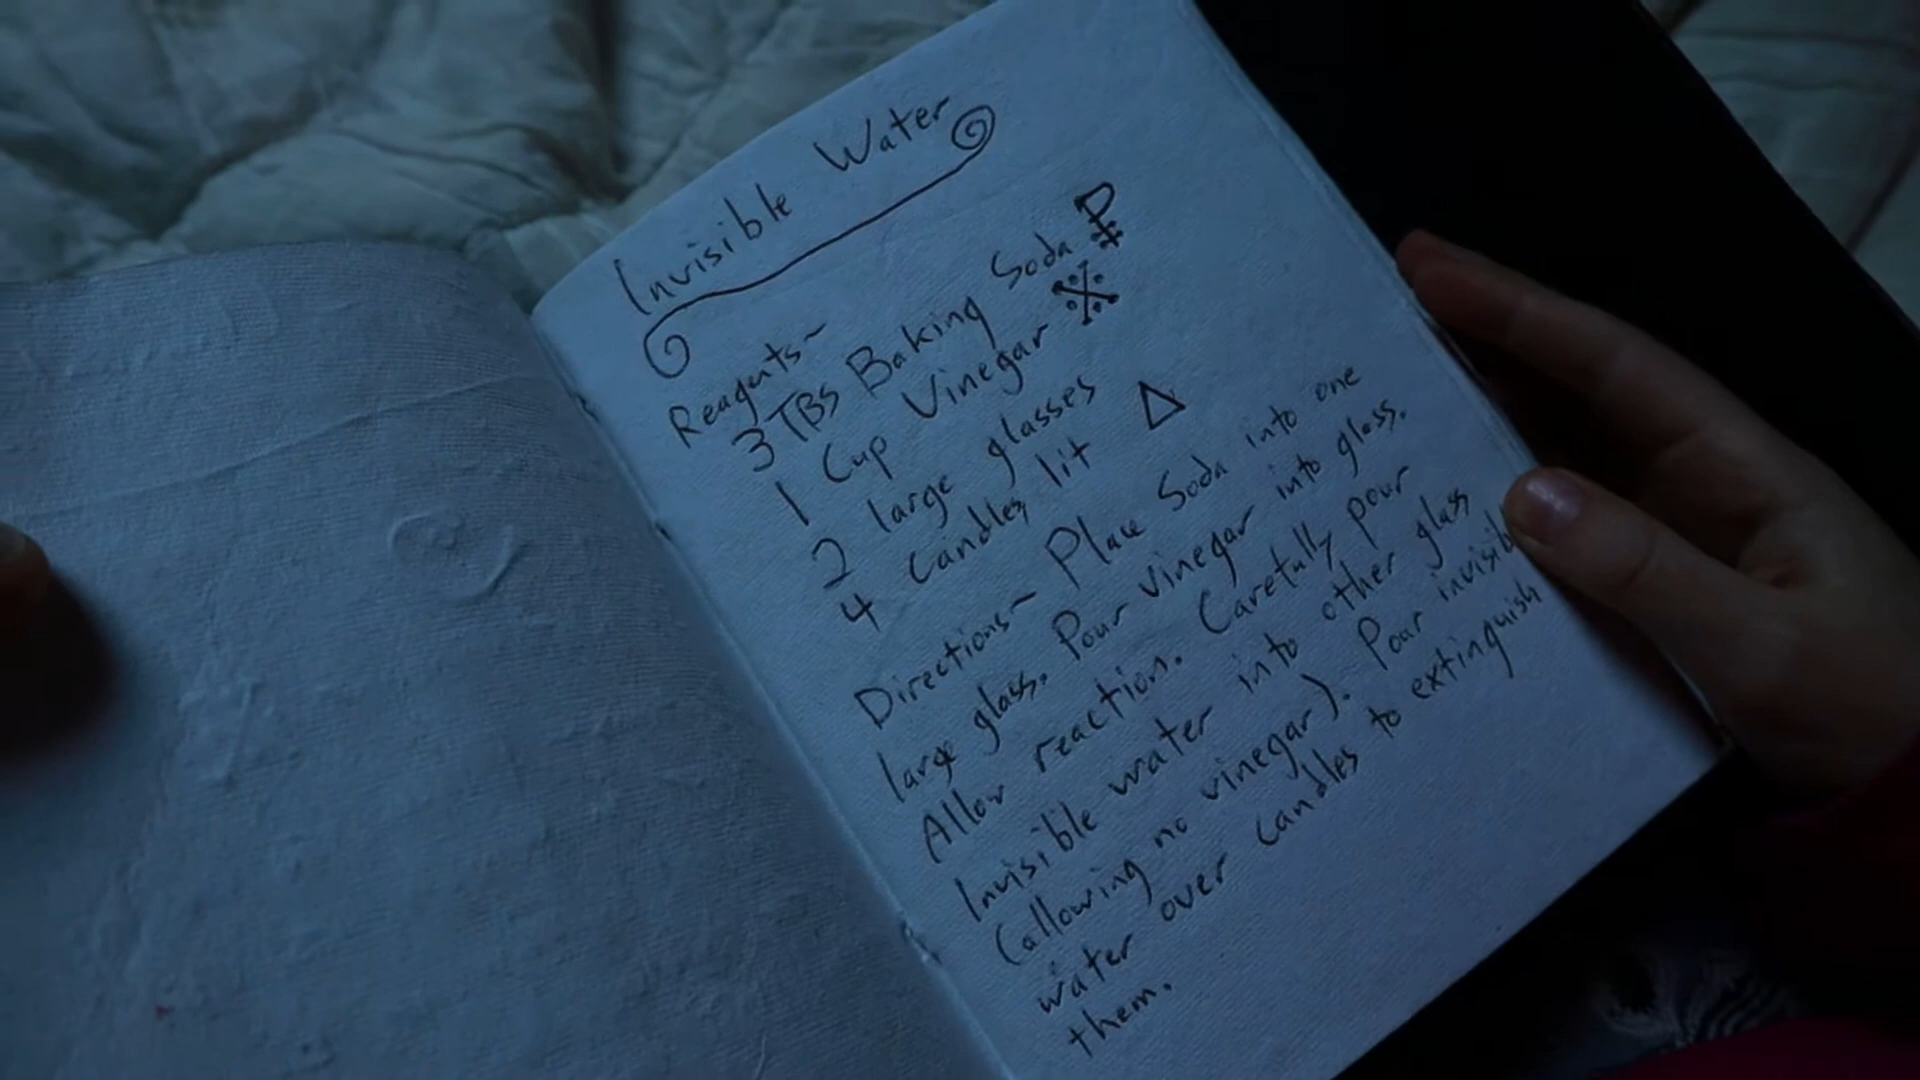 Invisible Water
Reagents~
3 TBS Baking Soda
1 Cup Vinegar
2 large glasses
4 Candles, lit △
Directions~ Place Soda into one
large glass. Pour vinegar into glass.
Allow reaction. Carefully pour
Invisible water into other glass
(allowing no vinegar). Pour invisib
water over candles to extinguish
them.